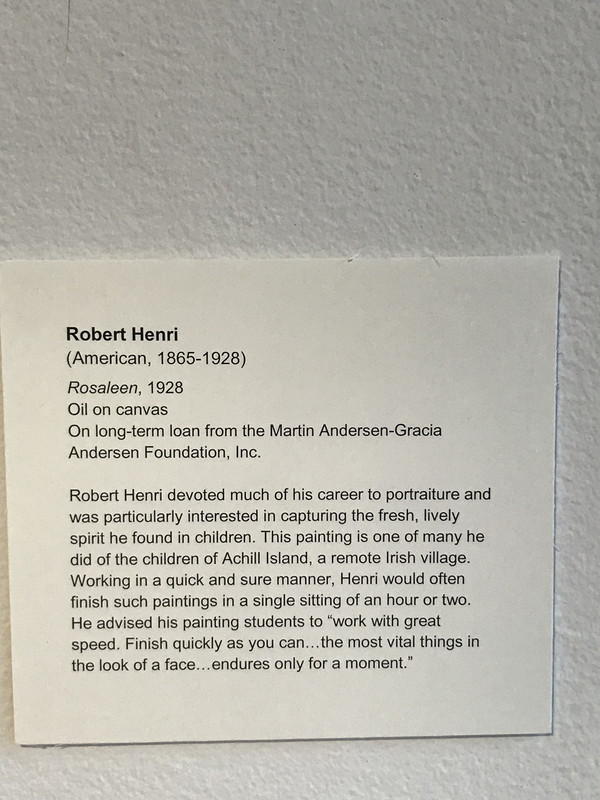 Robert Henri
(American, 1865-1928)
Rosaleen, 1928
Oil on canvas
On long-term loan from the Martin Andersen-Gracia
Andersen Foundation, Inc.
Robert Henri devoted much of his career to portraiture and
was particularly interested in capturing the fresh, lively
spirit he found in children. This painting is one of many he
did of the children of Achill Island, a remote Irish village.
Working in a quick and sure manner, Henri would often
finish such paintings in a single sitting of an hour or two.
He advised his painting students to “work with great
speed. Finish quickly as you can…the most vital things in
the look of a face…endures only for a moment.”